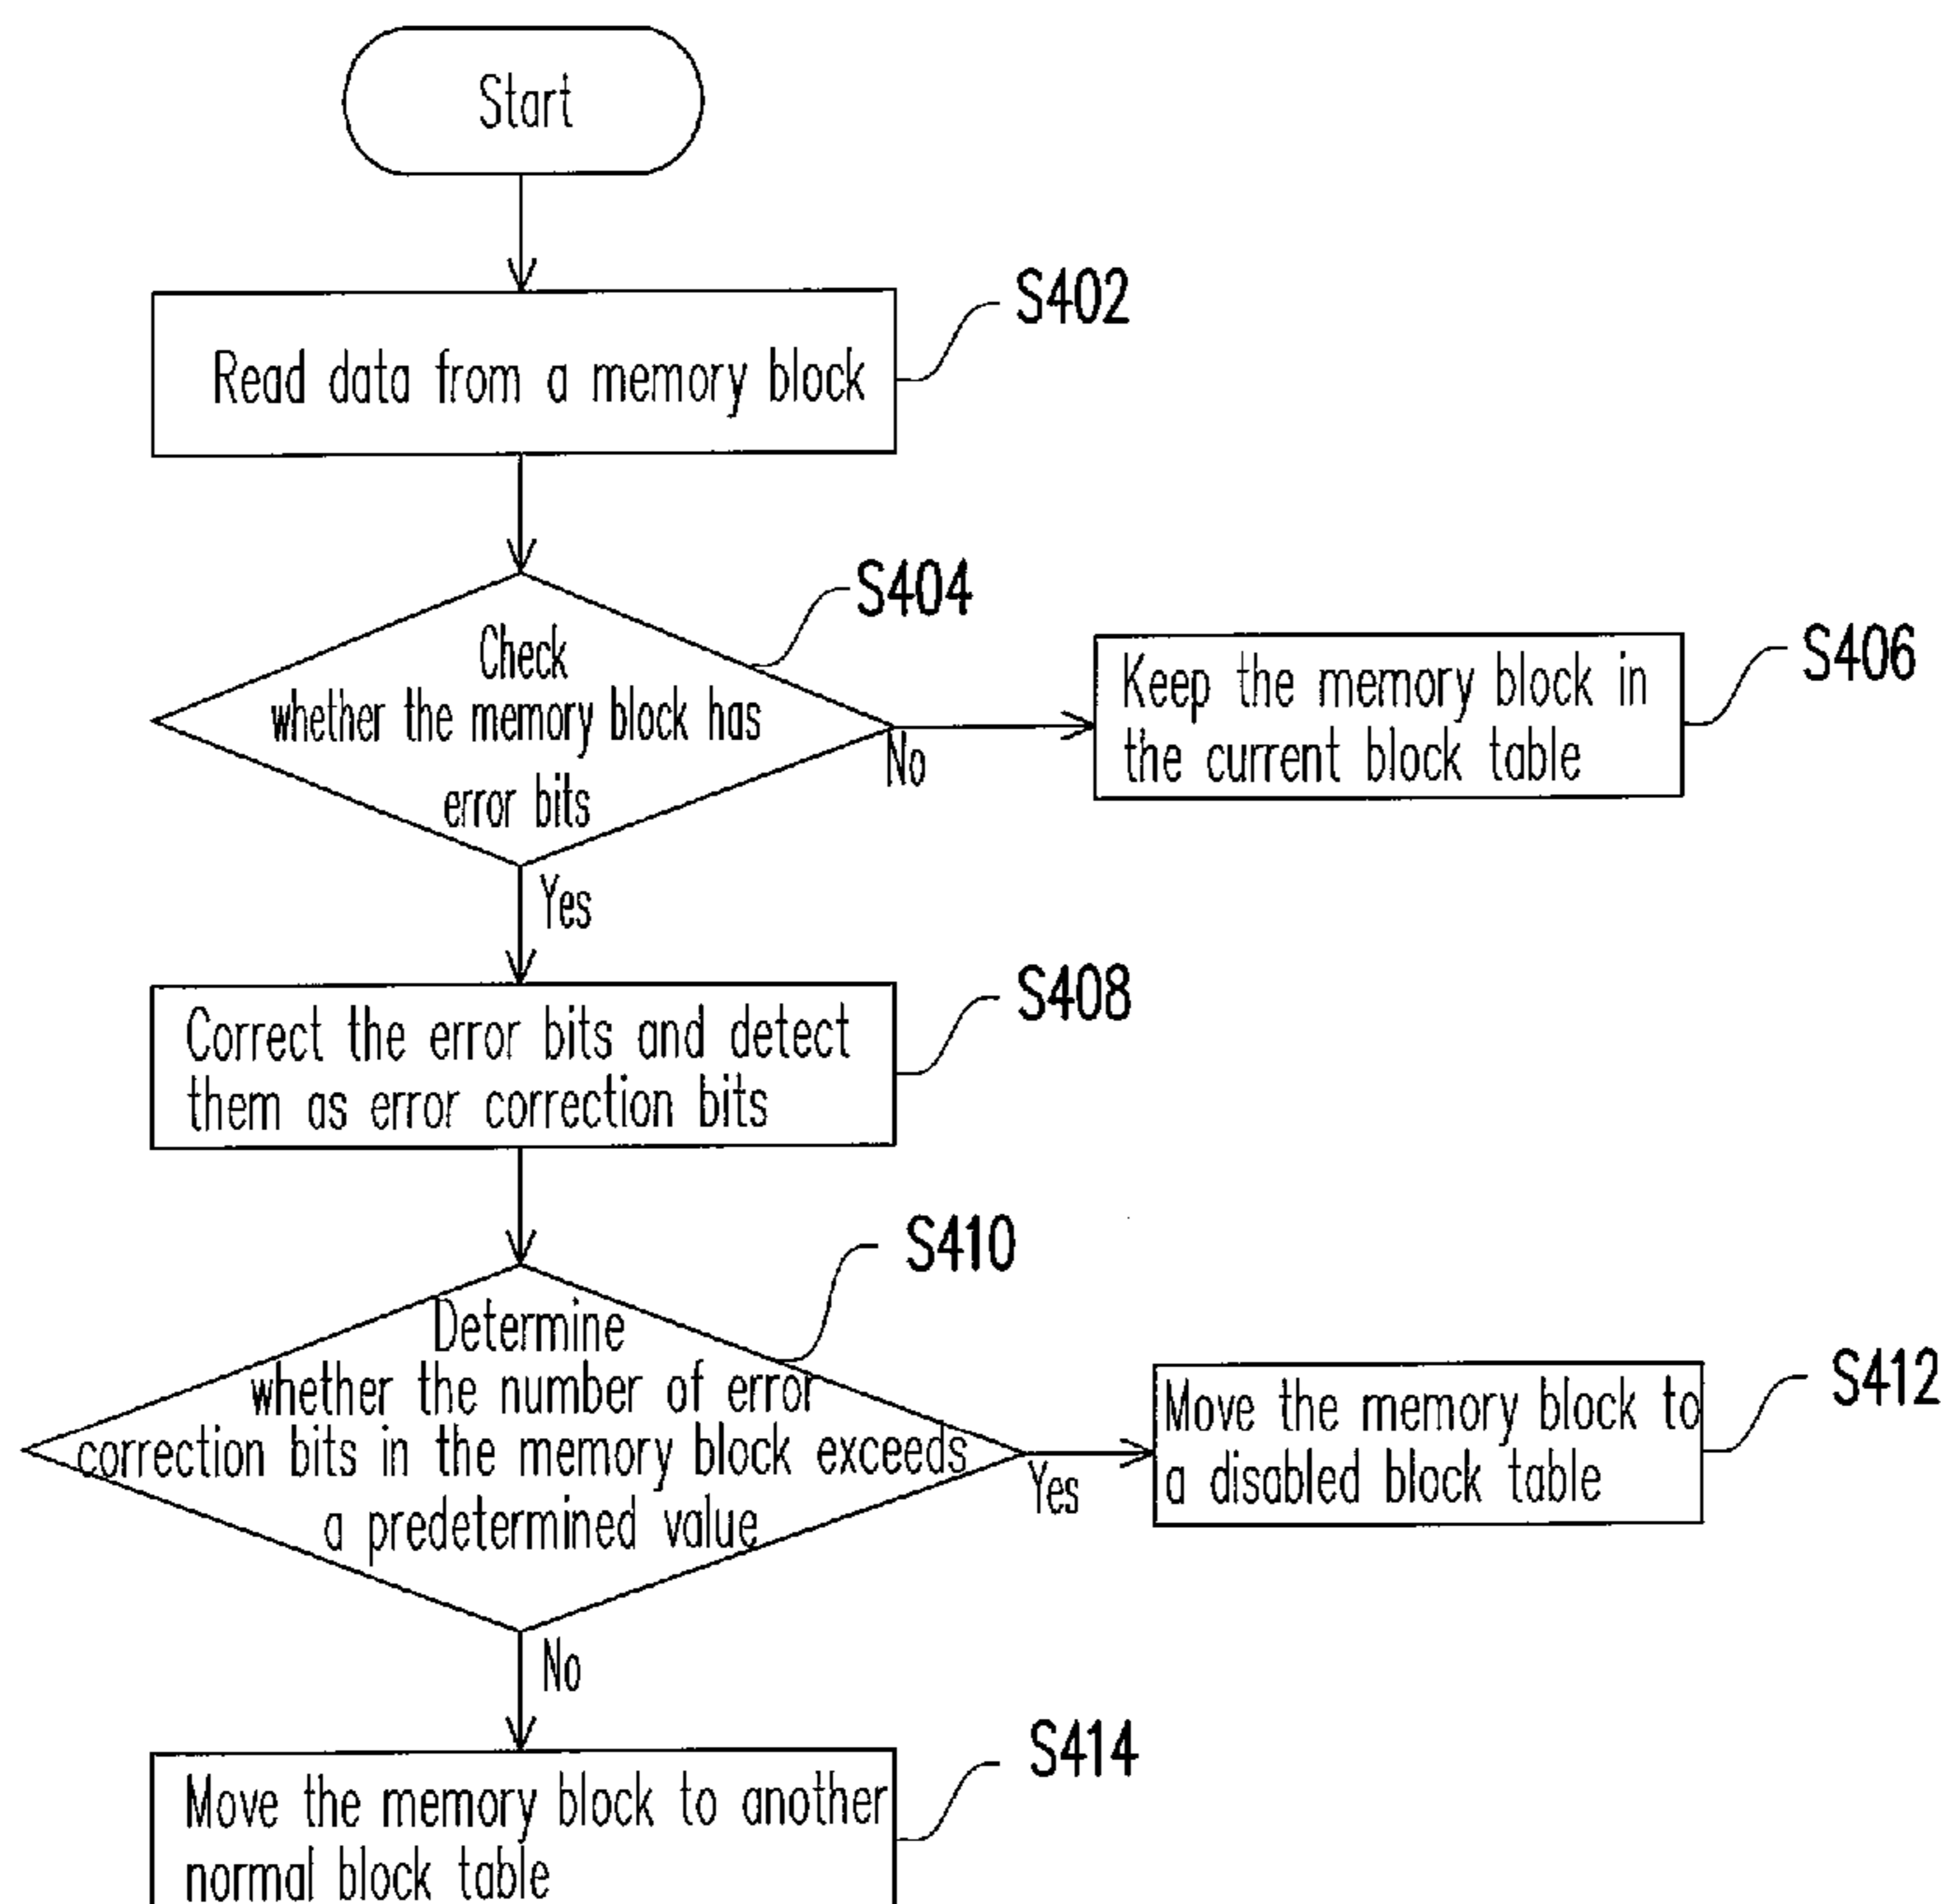 Start
S402
Read data from a memory block
S404
Check
whether the memory block has
error bits
No
S406
Keep the memory block in
the current block table
Yes
S408
Correct the error bits and detect
them as error correction bits
S410
Determine
whether the number of error
correction bits in the memory block exceeds
a predetermined value
Yes
S412
Move the memory block to
a disabled block table
No
S414
Move the memory block to another
normal block table